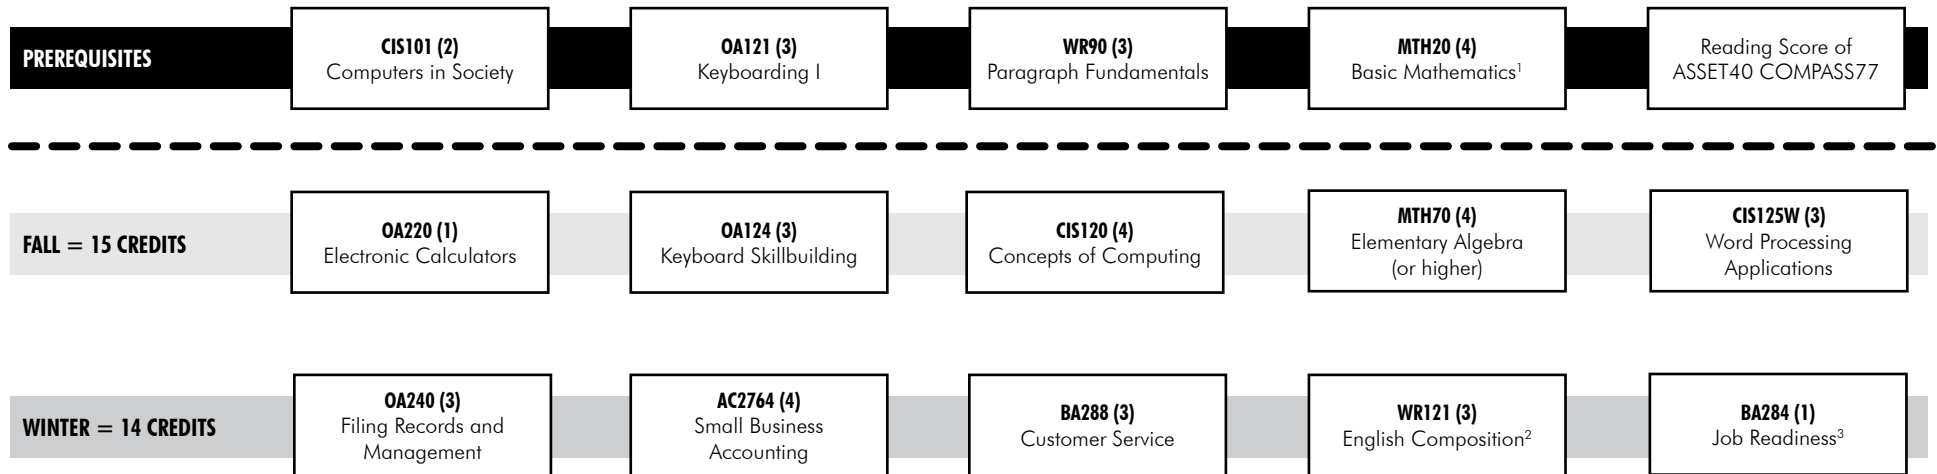 PREREQUISITES
CIS101 (2)
Computers in Society
OA121 (3)
Keyboarding I
WR90 (3)
Paragraph Fundamentals
MTH20 (4)
Basic Mathematics¹
Reading Score of
ASSET40 COMPASS77
FALL = 15 CREDITS
OA220 (1)
Electronic Calculators
OA124 (3)
Keyboard Skillbuilding
CIS120 (4)
Concepts of Computing
MTH70 (4)
Elementary Algebra
(or higher)
CIS125W (3)
Word Processing
Applications
WINTER = 14 CREDITS
OA240 (3)
Filing Records and
Management
AC2764 (4)
Small Business
Accounting
BA288 (3)
Customer Service
WR121 (3)
English Composition²
BA284 (1)
Job Readiness³